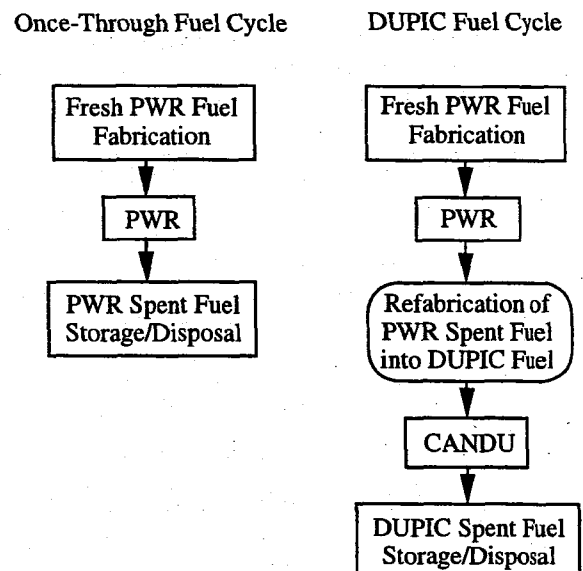 Once-Through Fuel Cycle
Fresh PWR Fuel
Fabrication
PWR
PWR Spent Fuel
Storage/Disposal
DUPIC Fuel Cycle
Fresh PWR Fuel
Fabrication
PWR
Refabrication of
PWR Spent Fuel
into DUPIC Fuel
CANDU
DUPIC Spent Fuel
Storage/Disposal